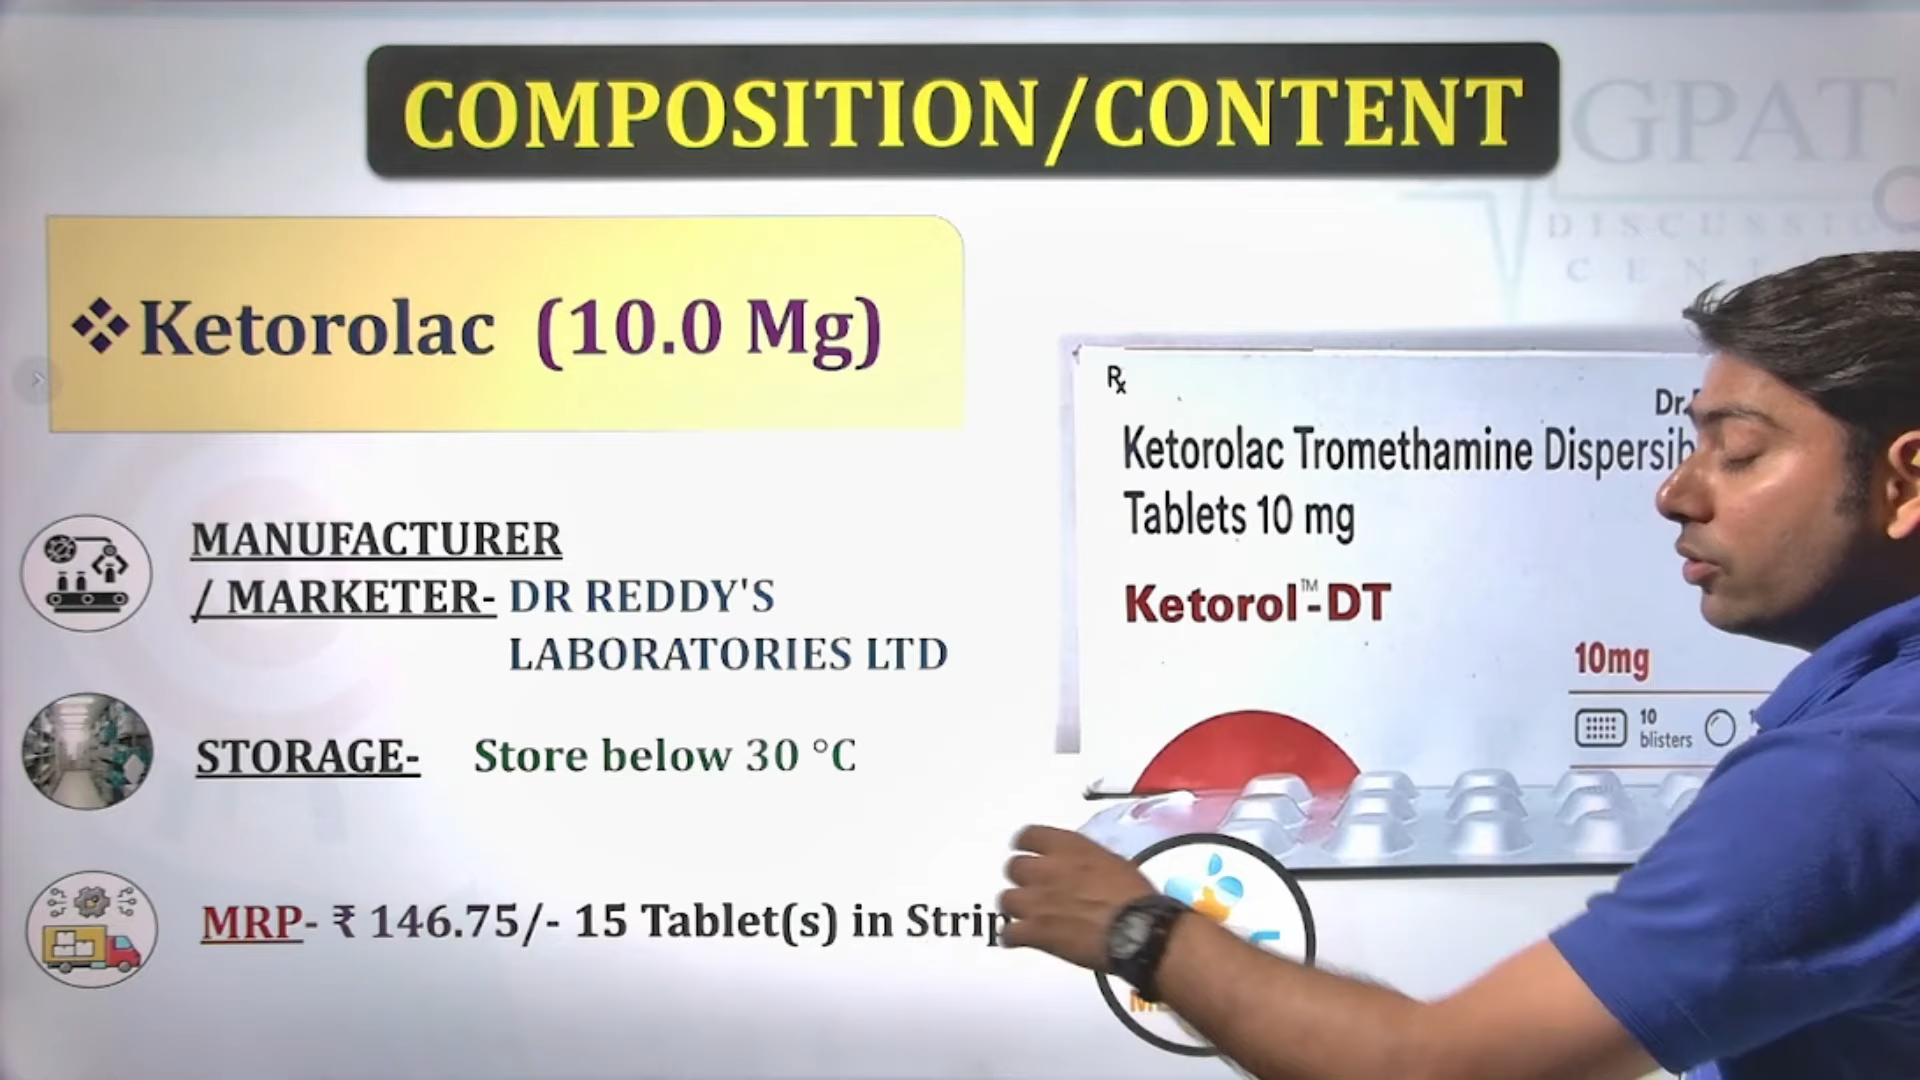 COMPOSITION/CONTENT
GPAT
❖Ketorolac (10.0 Mg)
Rx
Ketorolac Tromethamine
Tablets 10 mg
Ketorol™-DT
10mg
10
blisters
MANUFACTURER
/ MARKETER- DR REDDY'S
LABORATORIES LTD
STORAGE- Store below 30 °C
MRP- ₹ 146.75/- 15 Tablet(s) in Strip